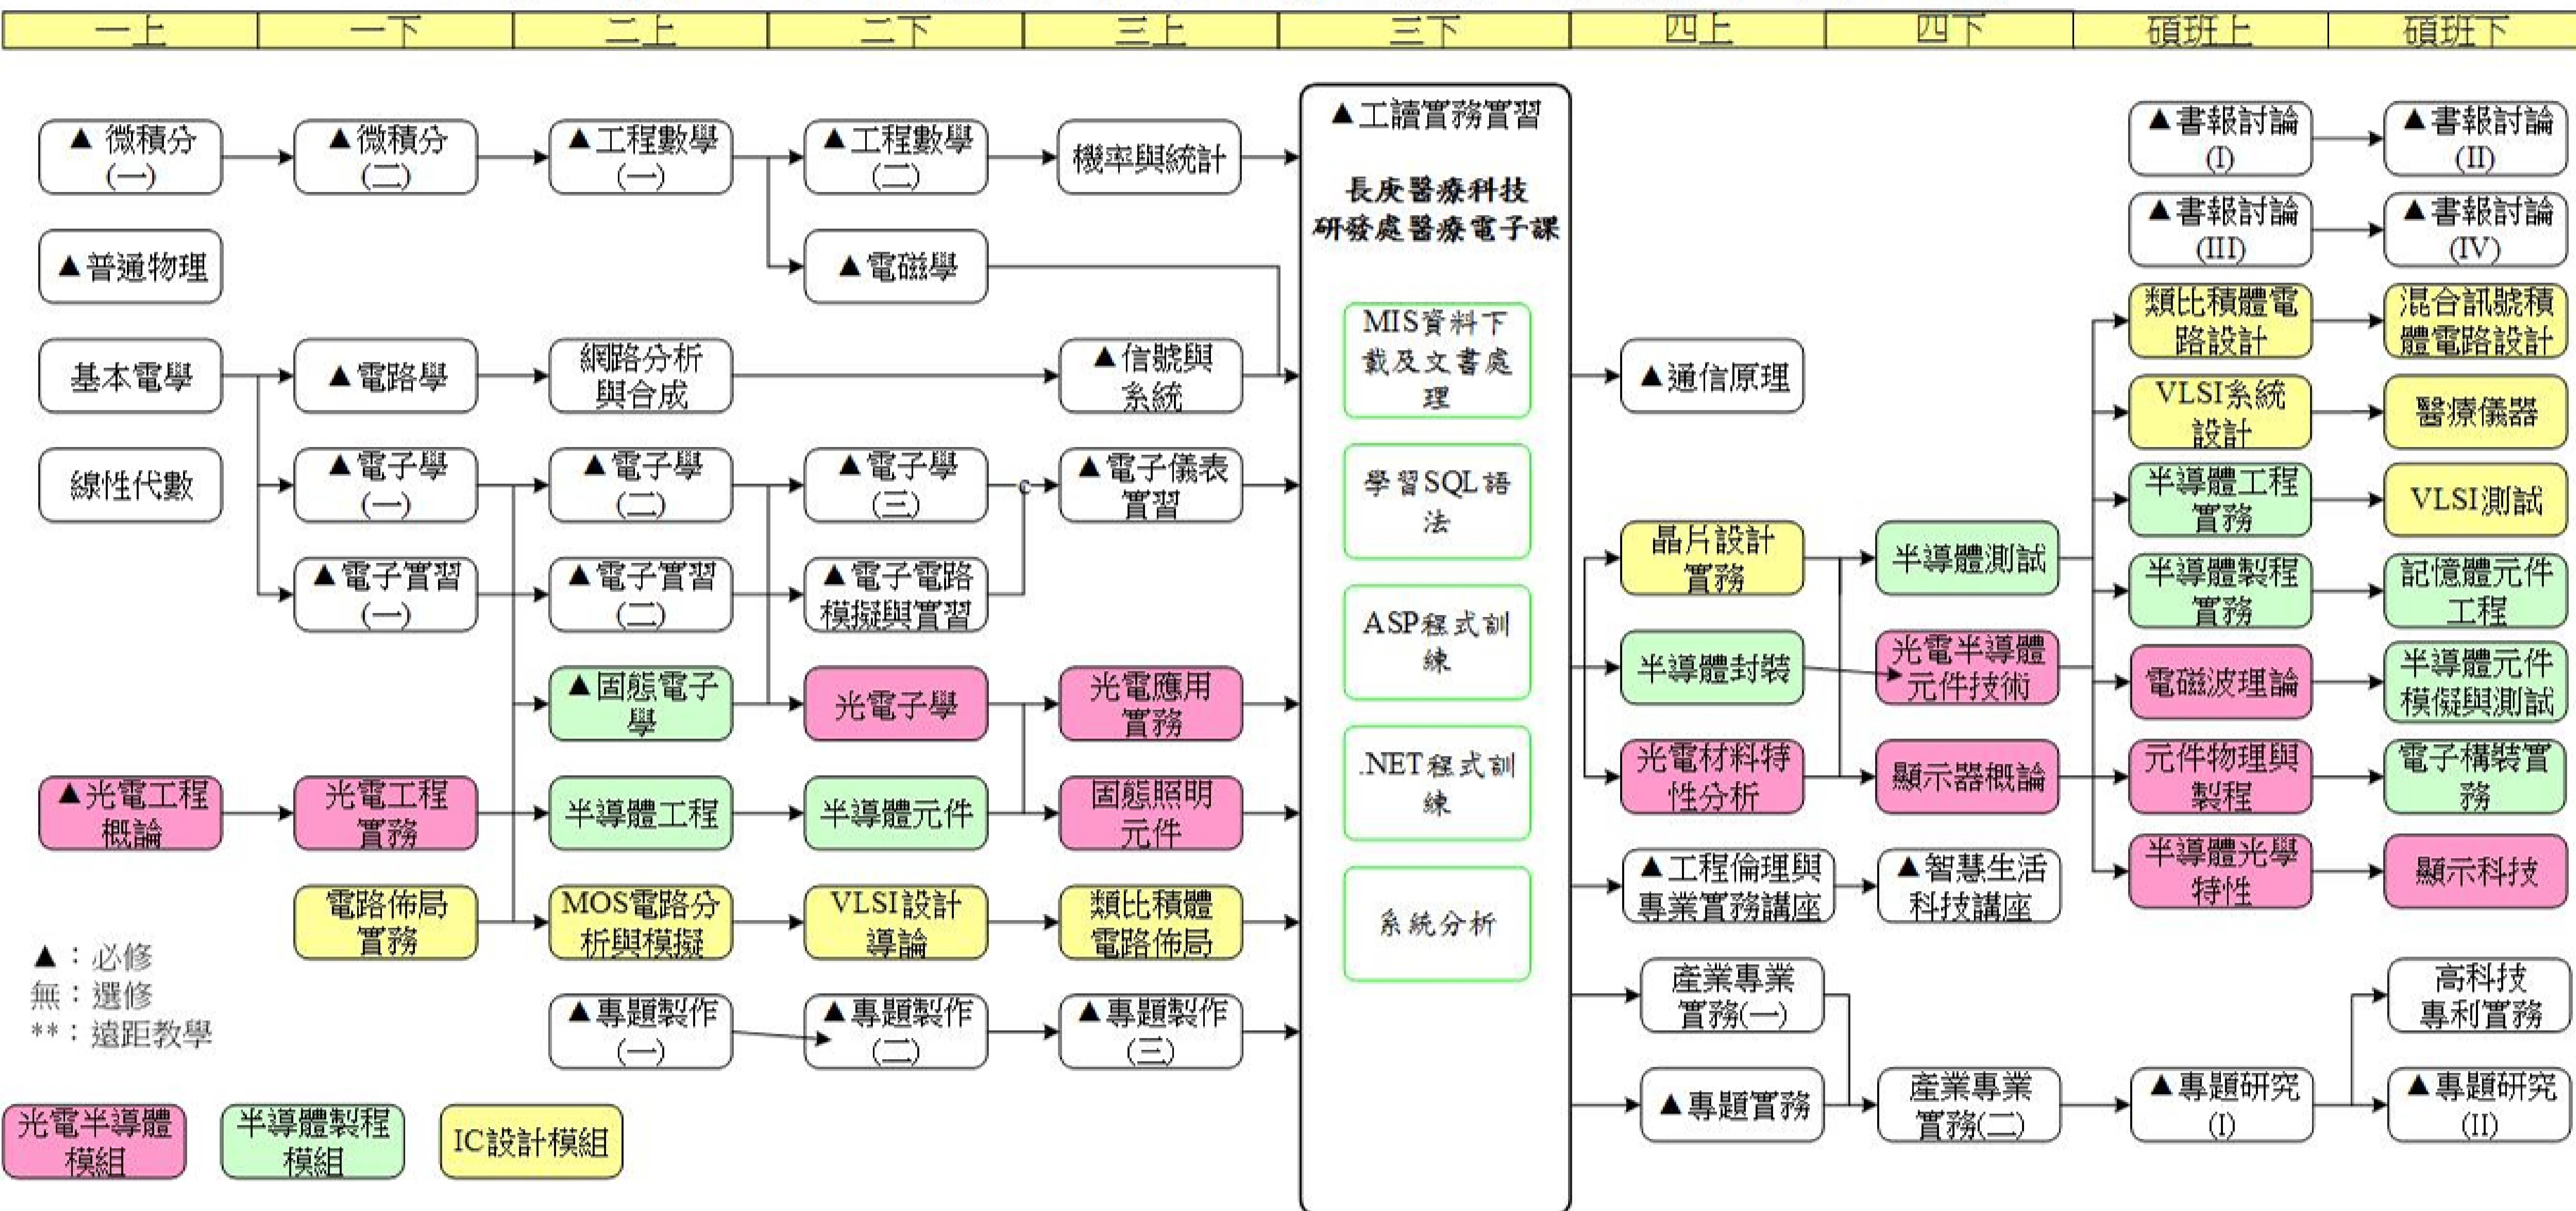 一上
一下
二上
二下
三上
三下
四上
四下
碩班上
碩班下
▲ 微積分
(一)
▲微積分
(二)
▲工程數學
(一)
▲工程數學
(二)
機率與統計
▲工讀實務實習
長庚醫療科技
研發處醫療電子課
▲書報討論
(I)
▲書報討論
(II)
▲普通物理
▲電磁學
▲書報討論
(III)
▲書報討論
(IV)
基本電學
▲電路學
網路分析
與合成
▲信號與
系統
MIS資料下
載及文書處
理
▲通信原理
類比積體電
路設計
混合訊號積
體電路設計
VLSI系統
設計
醫療儀器
線性代數
▲電子學
(一)
▲電子學
(二)
▲電子學
(三)
c
▲電子儀表
實習
學習SQL語
法
晶片設計
實務
半導體測試
半導體工程
實務
VLSI測試
▲電子實習
(一)
▲電子實習
(二)
▲電子電路
模擬與實習
ASP程式訓
練
半導體封裝
光電半導體
元件技術
半導體製程
實務
記憶體元件
工程
▲固態電子
學
光電子學
光電應用
實務
電磁波理論
半導體元件
模擬與測試
▲光電工程
概論
光電工程
實務
半導體工程
半導體元件
固態照明
元件
.NET程式訓
練
光電材料特
性分析
顯示器概論
元件物理與
製程
電子構裝實
務
電路佈局
實務
MOS電路分
析與模擬
VLSI設計
導論
類比積體
電路佈局
系統分析
▲工程倫理與
專業實務講座
▲智慧生活
科技講座
半導體光學
特性
顯示科技
▲：必修
無：選修
**：遠距教學
▲專題製作
(一)
▲專題製作
(二)
▲專題製作
(三)
產業專業
實務(一)
高科技
專利實務
▲專題實務
產業專業
實務(二)
▲專題研究
(I)
▲專題研究
(II)
光電半導體
模組
半導體製程
模組
IC設計模組